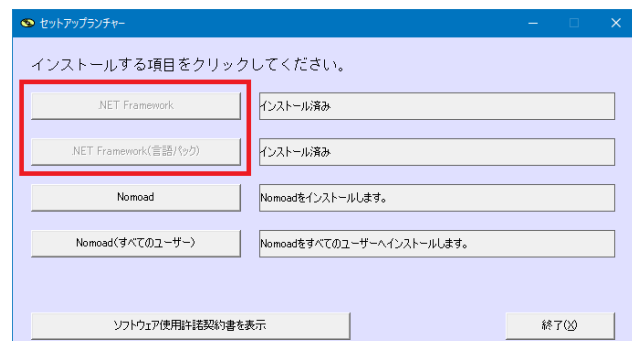 セットアップランチャー
インストールする項目をクリックしてください。
.NET Framework
インストール済み
.NET Framework(言語パック)
インストール済み
Nomoad
Nomoadをインストールします。
Nomoad(すべてのユーザー)
Nomoadをすべてのユーザーへインストールします。
ソフトウェア使用許諾契約書を表示
終了(X)